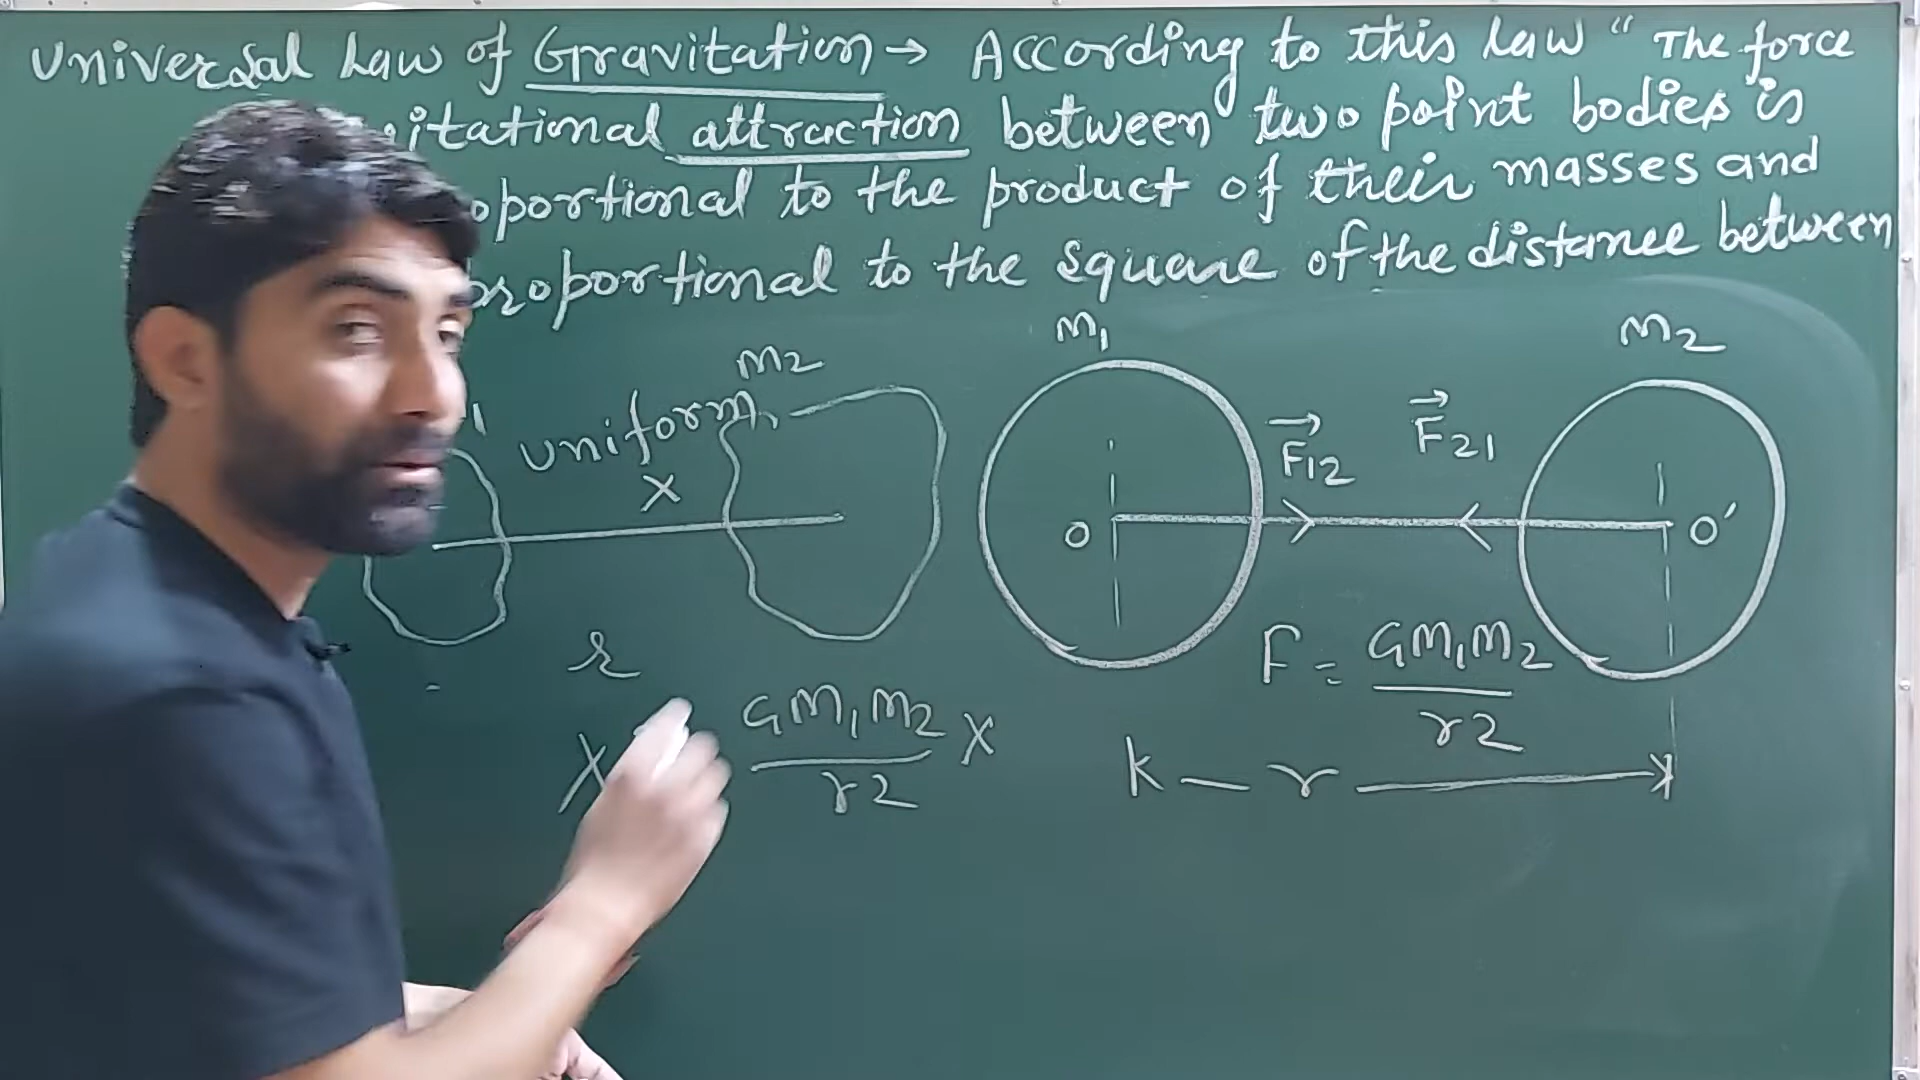 Universal Law of Gravitation → According to this law “ The force
itational attraction between two point bodies is
oportional to the product of their masses and
proportional to the square of the distance between
M1 M2
m2
uniform
F12 F21
X
O O′
F = GM1M2
r2
r
X GM1M2 X
r2
k — r